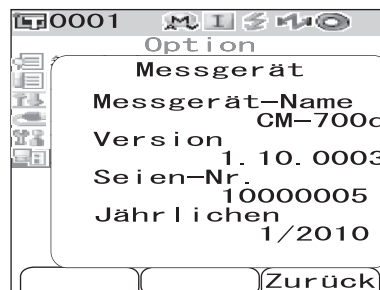 0001
M I
Option
Messgerät
Messgerät-Name
CM-700d
Version
1.10.0003
Seien-Nr.
10000005
Jährlichen
1/2010
Zurück